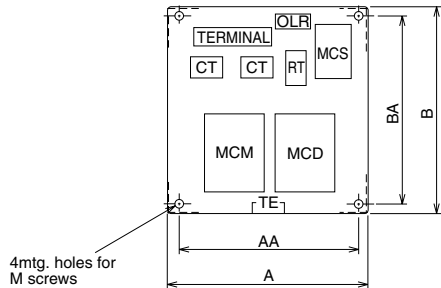 OLR
TERMINAL
MCS
CT CT RT
MCM MCD
TE
BA
B
AA
A
4mtg. holes for
M screws